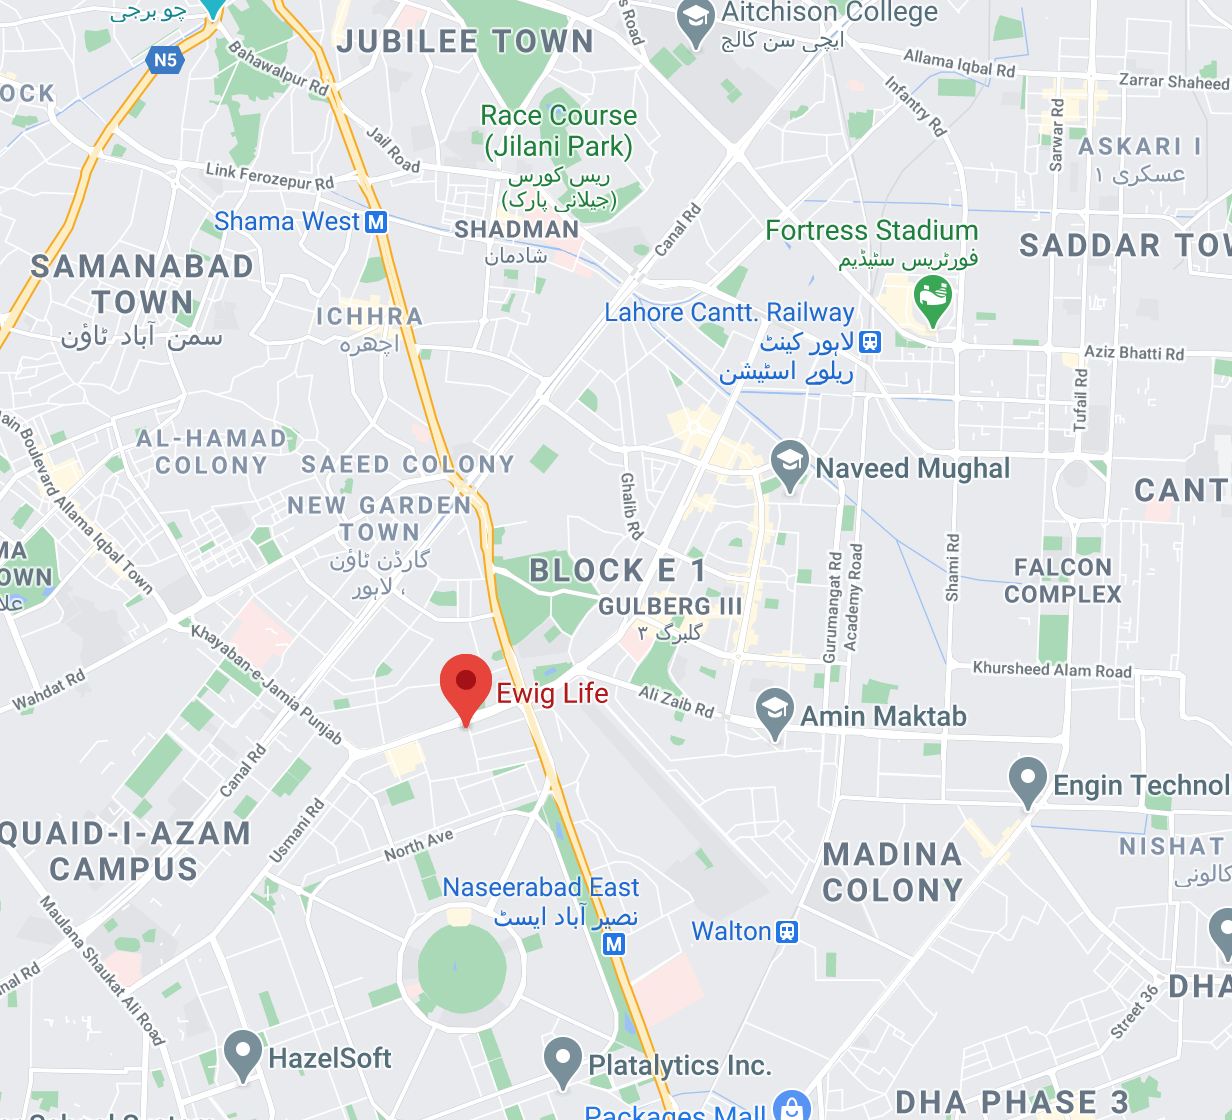 چو برجی
N5
Bahawalpur Rd
JUBILEE TOWN
s Road
Aitchison College
ایچی سن کالج
Allama Iqbal Rd
Zarrar Shaheed
OCK
Infantry Rd
Sarwar Rd
ASKARI 1
عسکری ۱
Race Course
(Jilani Park)
ریس کورس
(جیلانی پارک)
Jail Road
Link Ferozepur Rd
Shama West
M
SHADMAN
شادمان
Canal Rd
Fortress Stadium
فورٹریس سٹیڈیم
SADDAR TOW
SAMANABAD
TOWN
سمن آباد ٹاؤن
ICHHRA
اچھرہ
Lahore Cantt. Railway
لاہور کینٹ
ریلوے اسٹیشن
Aziz Bhatti Rd
Tufail Rd
ain Boulevard Allama Iqbal Town
AL-HAMAD
COLONY
SAEED COLONY
NEW GARDEN
TOWN
گارڈن ٹاؤن
، لاہور
Ghalib Rd
Naveed Mughal
CANT
MA
OWN
علا
BLOCK E 1
GULBERG III
گلبرگ ۳
Gurumangat Rd
Academy Road
Shami Rd
FALCON
COMPLEX
Khayaban-e-Jamia Punjab
Wahdat Rd
Ewig Life
Ali Zaib Rd
Khursheed Alam Road
Amin Maktab
Canal Rd
Usmani Rd
Engin Technol
QUAID-I-AZAM
CAMPUS
North Ave
MADINA
COLONY
NISHAT
کالونی
Naseerabad East
نصیر آباد ایسٹ
M
Walton
Maulana Shaukat Ali Road
nal Rd
DHA
Street 36
HazelSoft
Platalytics Inc.
Packages Mall
DHA PHASE 3